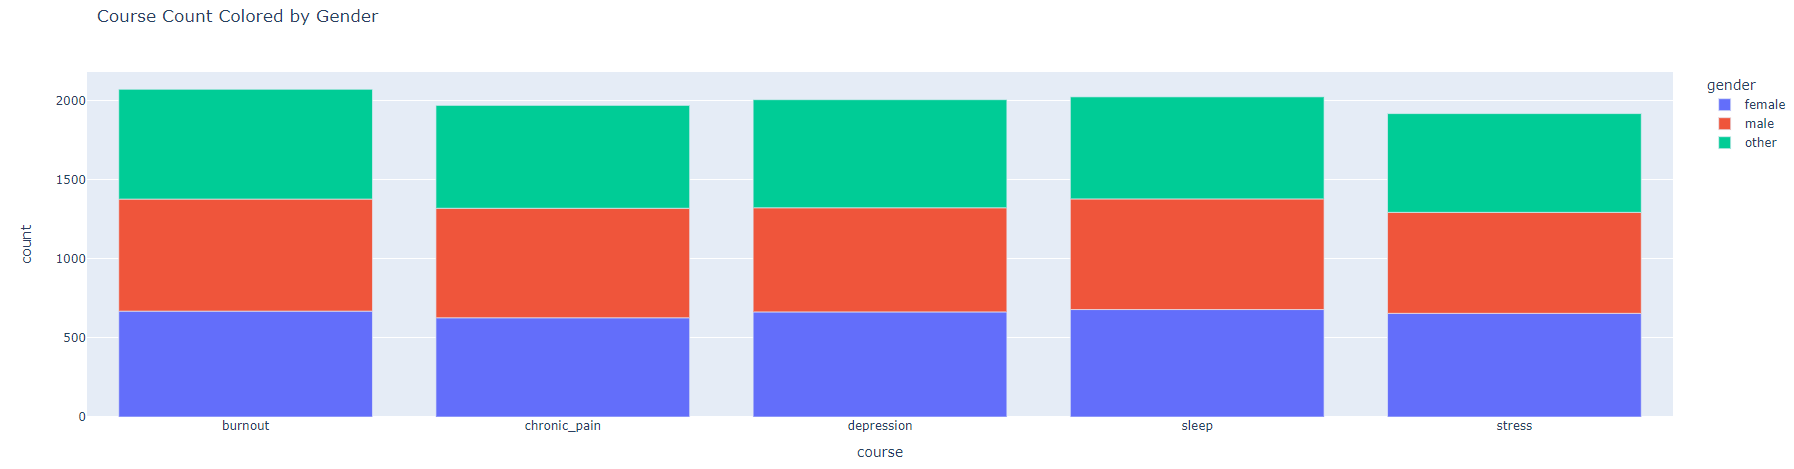 Course Count Colored by Gender
gender
female
male
other
count
2000
1500
1000
500
0
burnout
chronic_pain
depression
sleep
stress
course